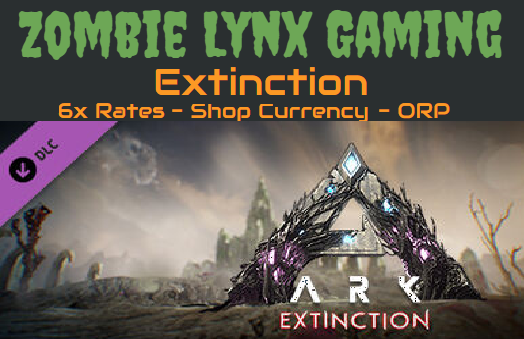 ZOMBIE LYNX GAMING
Extinction
6x Rates - Shop Currency - ORP
DLC
ARK
EXTINCTION